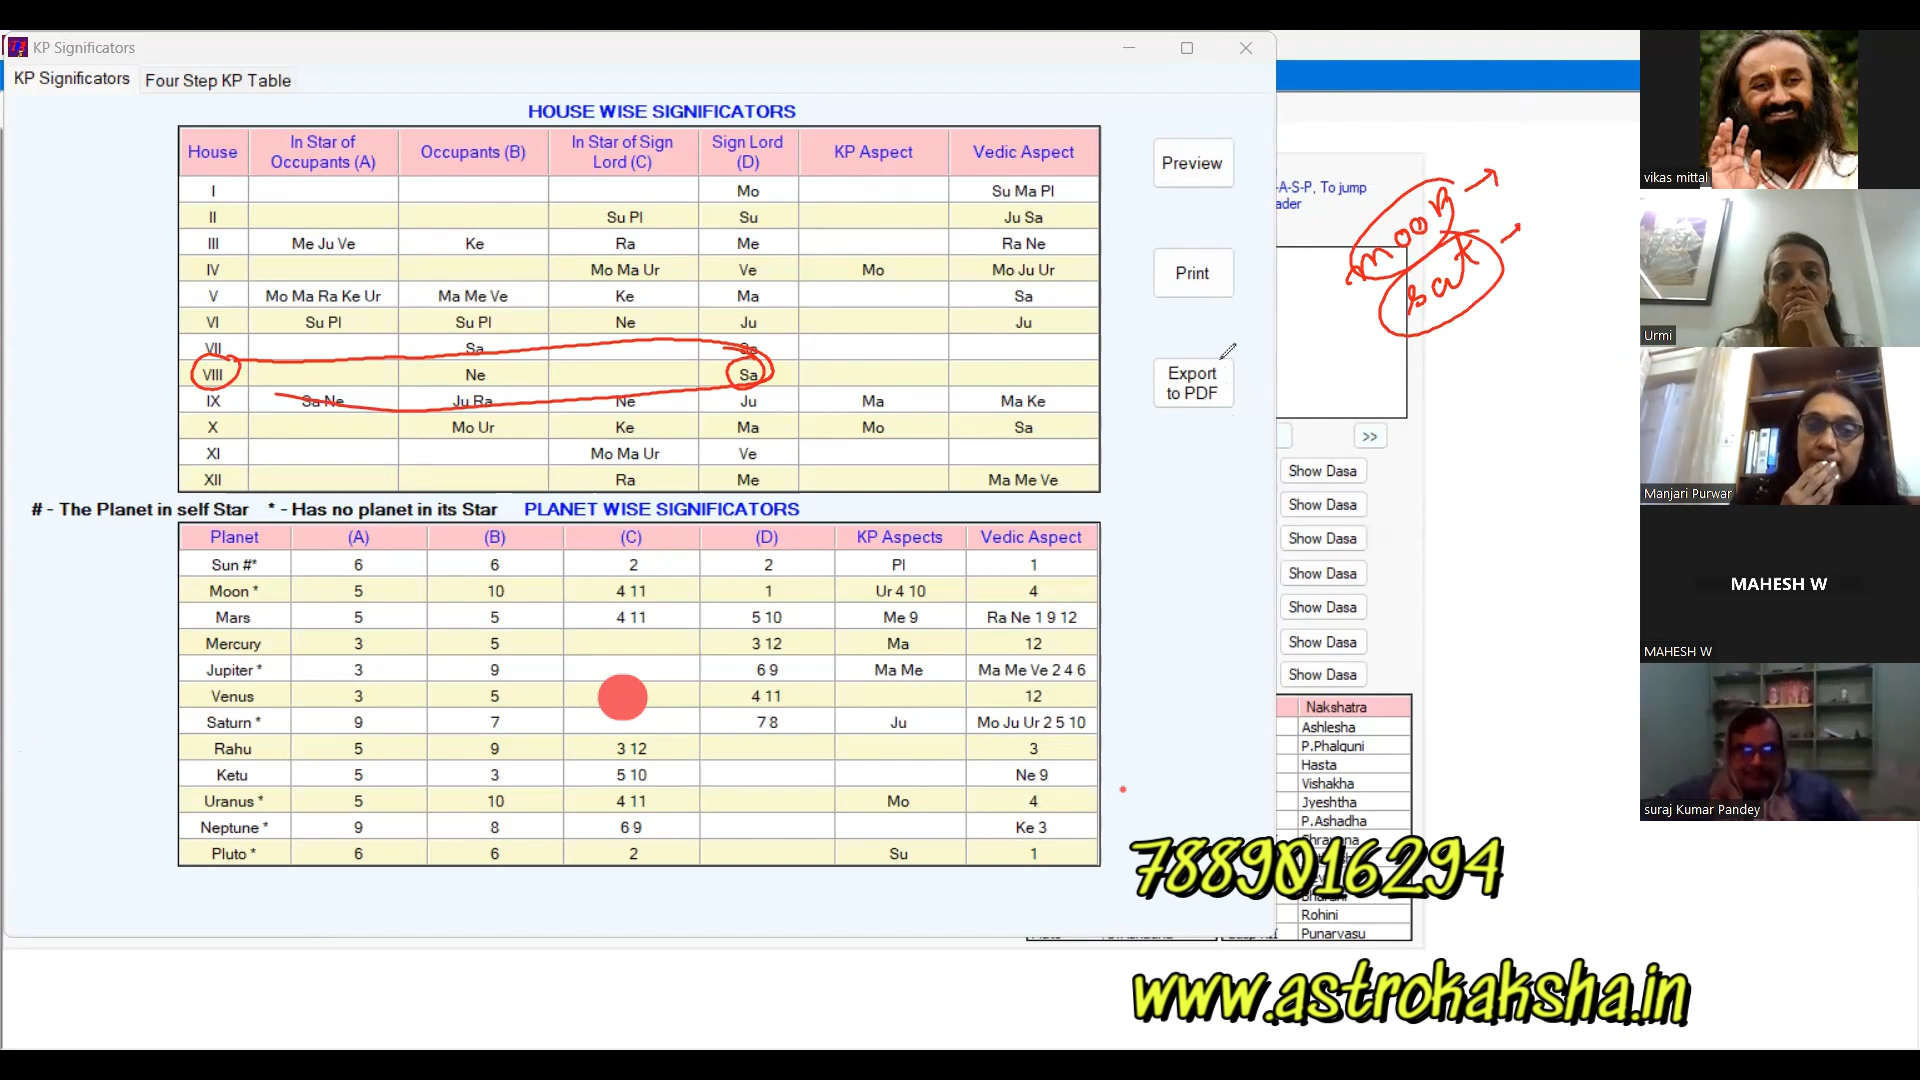 KP Significators
KP Significators Four Step KP Table
HOUSE WISE SIGNIFICATORS
House In Star of Occupants (A) Occupants (B) In Star of Sign Lord (C) Sign Lord (D) KP Aspect Vedic Aspect
I Mo Su Ma Pl
II Su Pl Su Ju Sa
III Me Ju Ve Ke Ra Me Ra Ne
IV Mo Ma Ur Ve Mo Mo Ju Ur
V Mo Ma Ra Ke Ur Ma Me Ve Ke Ma Sa
VI Su Pl Su Pl Ne Ju Ju
VII Sa Sa
VIII Ne Sa
IX Sa Ne Ju Ra Ne Ju Ma Ma Ke
X Mo Ur Ke Ma Mo Sa
XI Mo Ma Ur Ve
XII Ra Me Ma Me Ve
# - The Planet in self Star * - Has no planet in its Star PLANET WISE SIGNIFICATORS
Planet (A) (B) (C) (D) KP Aspects Vedic Aspect
Sun #* 6 6 2 2 Pl 1
Moon * 5 10 4 11 1 Ur 4 10 4
Mars 5 5 4 11 5 10 Me 9 Ra Ne 1 9 12
Mercury 3 5 3 12 Ma 12
Jupiter * 3 9 6 9 Ma Me Ma Me Ve 2 4 6
Venus 3 5 4 11 12
Saturn * 9 7 7 8 Ju Mo Ju Ur 2 5 10
Rahu 5 9 3 12 3
Ketu 5 3 5 10 Ne 9
Uranus * 5 10 4 11 Mo 4
Neptune * 9 8 6 9 Ke 3
Pluto * 6 6 2 Su 1
Preview
Print
Export
to PDF
-A-S-P, To jump
ader
moon
sat
>>
Show Dasa
Show Dasa
Show Dasa
Show Dasa
Show Dasa
Show Dasa
Show Dasa
Nakshatra
Ashlesha
P.Phalguni
Hasta
Vishakha
Jyeshtha
P.Ashadha
Rohini
Punarvasu
7889016294
www.astrokaksha.in
vikas mittal
Urmi
Manjari Purwar
MAHESH W
MAHESH W
suraj Kumar Pandey